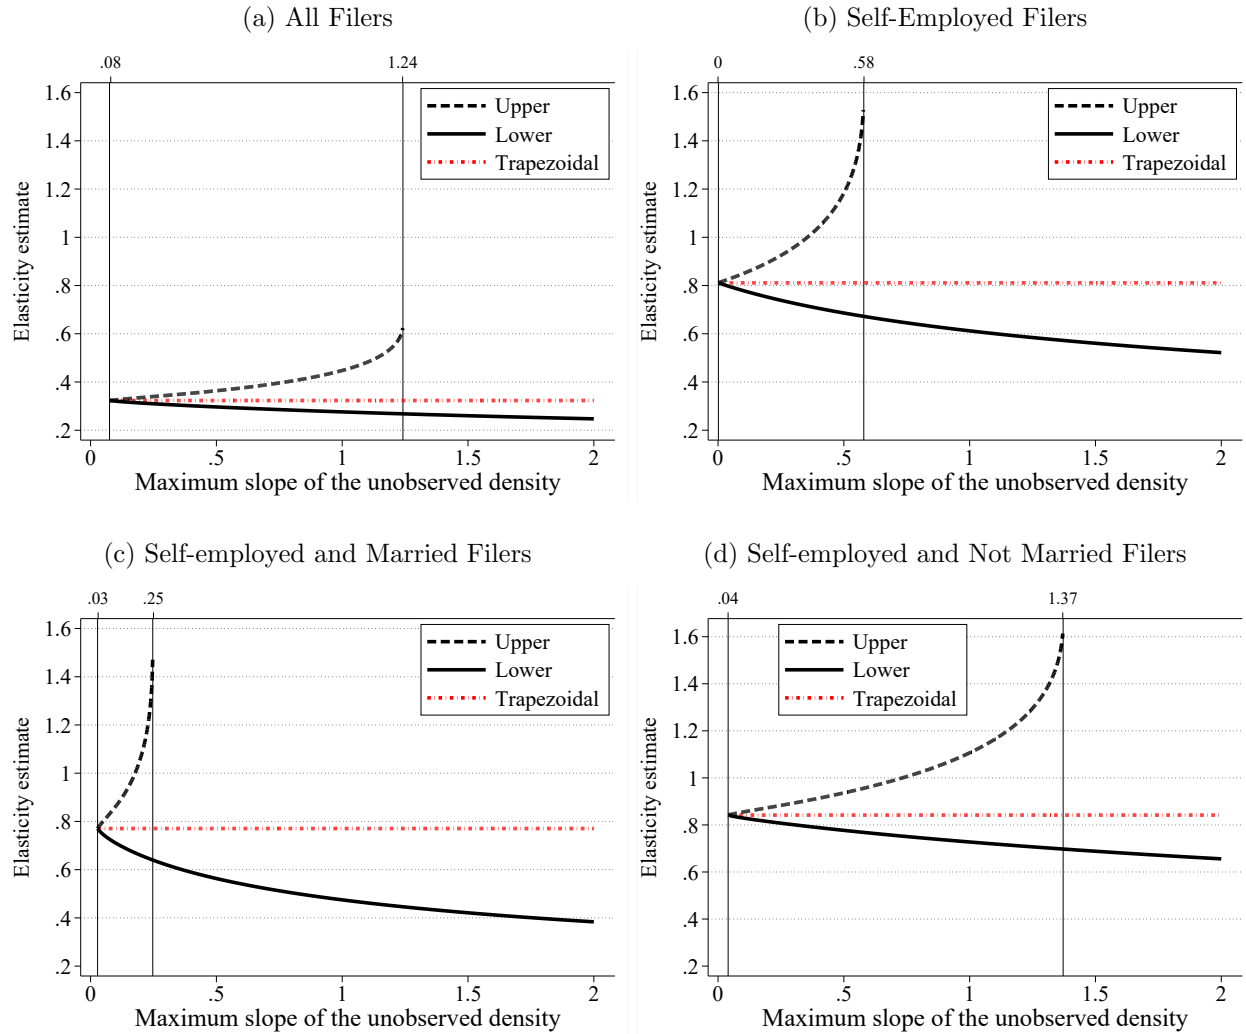 (a) All Filers
.08
1.24
1.6
1.4
1.2
1
.8
.6
.4
.2
Elasticity estimate
Upper
Lower
Trapezoidal
0
.5
1
1.5
2
Maximum slope of the unobserved density
(b) Self-Employed Filers
0
.58
1.6
1.4
1.2
1
.8
.6
.4
.2
Elasticity estimate
Upper
Lower
Trapezoidal
0
.5
1
1.5
2
Maximum slope of the unobserved density
(c) Self-employed and Married Filers
.03
.25
1.6
1.4
1.2
1
.8
.6
.4
.2
Elasticity estimate
Upper
Lower
Trapezoidal
0
.5
1
1.5
2
Maximum slope of the unobserved density
(d) Self-employed and Not Married Filers
.04
1.37
1.6
1.4
1.2
1
.8
.6
.4
.2
Elasticity estimate
Upper
Lower
Trapezoidal
0
.5
1
1.5
2
Maximum slope of the unobserved density